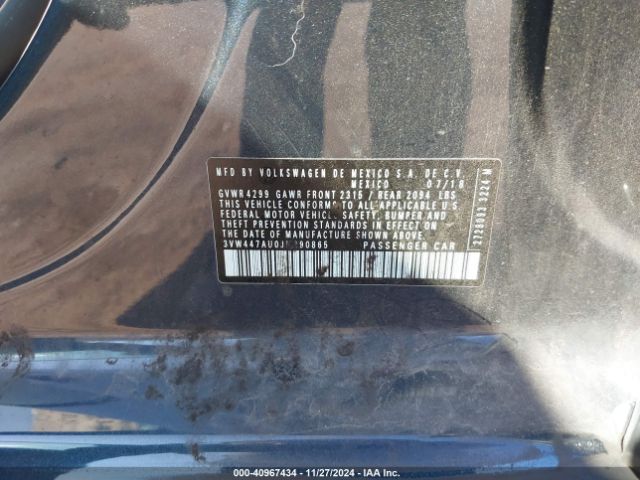 MFD BY VOLKSWAGEN DE MEXICO S.A. DE C.V.
MEXICO 07/18
GVWR 4299 GAWR FRONT 2315 / REAR 2094 LBS
THIS VEHICLE CONFORMS TO ALL APPLICABLE U.S.
FEDERAL MOTOR VEHICLE SAFETY, BUMPER AND
THEFT PREVENTION STANDARDS IN EFFECT ON
THE DATE OF MANUFACTURE SHOWN ABOVE.
PASSENGER CAR
000-40967434 | 11/27/2024 | IAA Inc.